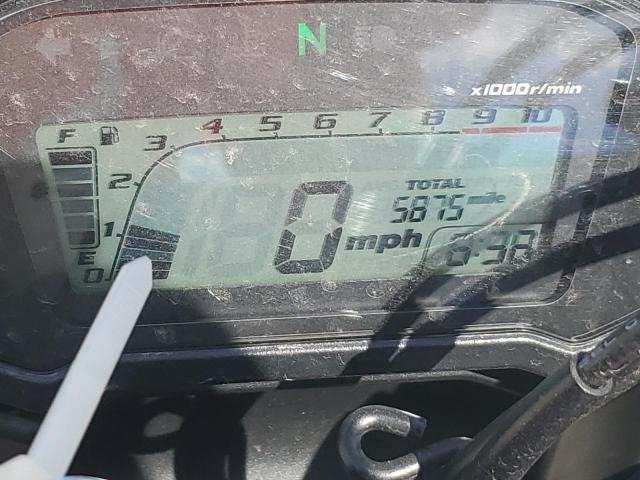 N
x1000r/min
F 3 4 5 6 7 8 9 10
2
TOTAL
5875 mile
1
0 mph
E
0